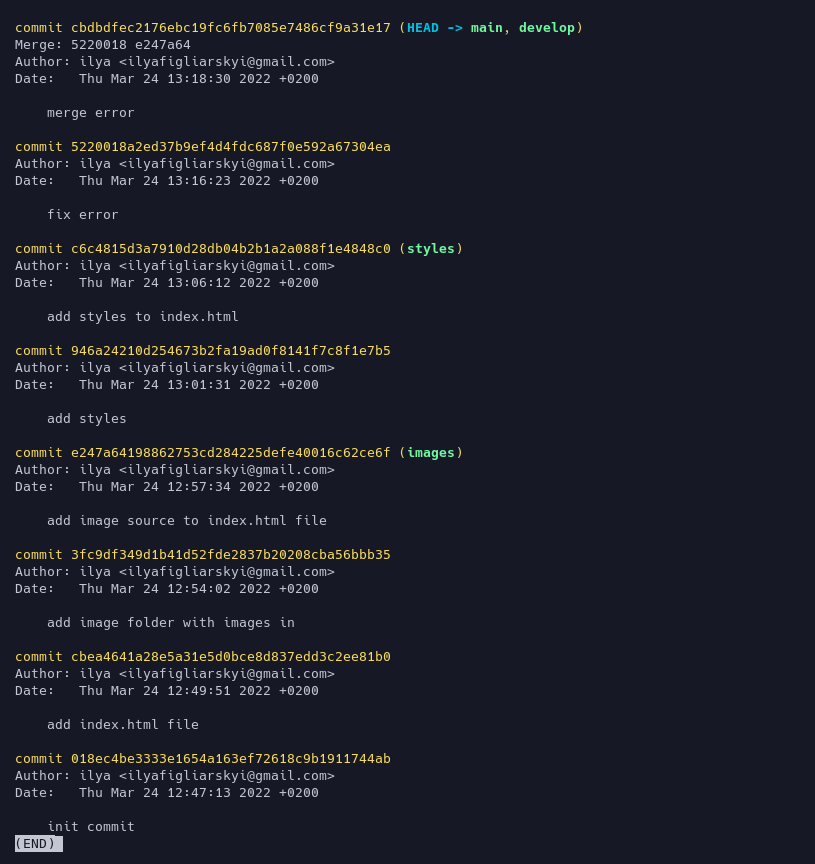 commit cbdbdfec2176ebc19fc6fb7085e7486cf9a31e17 (HEAD -> main, develop)
Merge: 5220018 e247a64
Author: ilya <ilyafigliarskyi@gmail.com>
Date:   Thu Mar 24 13:18:30 2022 +0200
    merge error
commit 5220018a2ed37b9ef4d4fdc687f0e592a67304ea
Author: ilya <ilyafigliarskyi@gmail.com>
Date:   Thu Mar 24 13:16:23 2022 +0200
    fix error
commit c6c4815d3a7910d28db04b2b1a2a088f1e4848c0 (styles)
Author: ilya <ilyafigliarskyi@gmail.com>
Date:   Thu Mar 24 13:06:12 2022 +0200
    add styles to index.html
commit 946a24210d254673b2fa19ad0f8141f7c8f1e7b5
Author: ilya <ilyafigliarskyi@gmail.com>
Date:   Thu Mar 24 13:01:31 2022 +0200
    add styles
commit e247a64198862753cd284225defe40016c62ce6f (images)
Author: ilya <ilyafigliarskyi@gmail.com>
Date:   Thu Mar 24 12:57:34 2022 +0200
    add image source to index.html file
commit 3fc9df349d1b41d52fde2837b20208cba56bbb35
Author: ilya <ilyafigliarskyi@gmail.com>
Date:   Thu Mar 24 12:54:02 2022 +0200
    add image folder with images in
commit cbea4641a28e5a31e5d0bce8d837edd3c2ee81b0
Author: ilya <ilyafigliarskyi@gmail.com>
Date:   Thu Mar 24 12:49:51 2022 +0200
    add index.html file
commit 018ec4be3333e1654a163ef72618c9b1911744ab
Author: ilya <ilyafigliarskyi@gmail.com>
Date:   Thu Mar 24 12:47:13 2022 +0200
    init commit
(END)